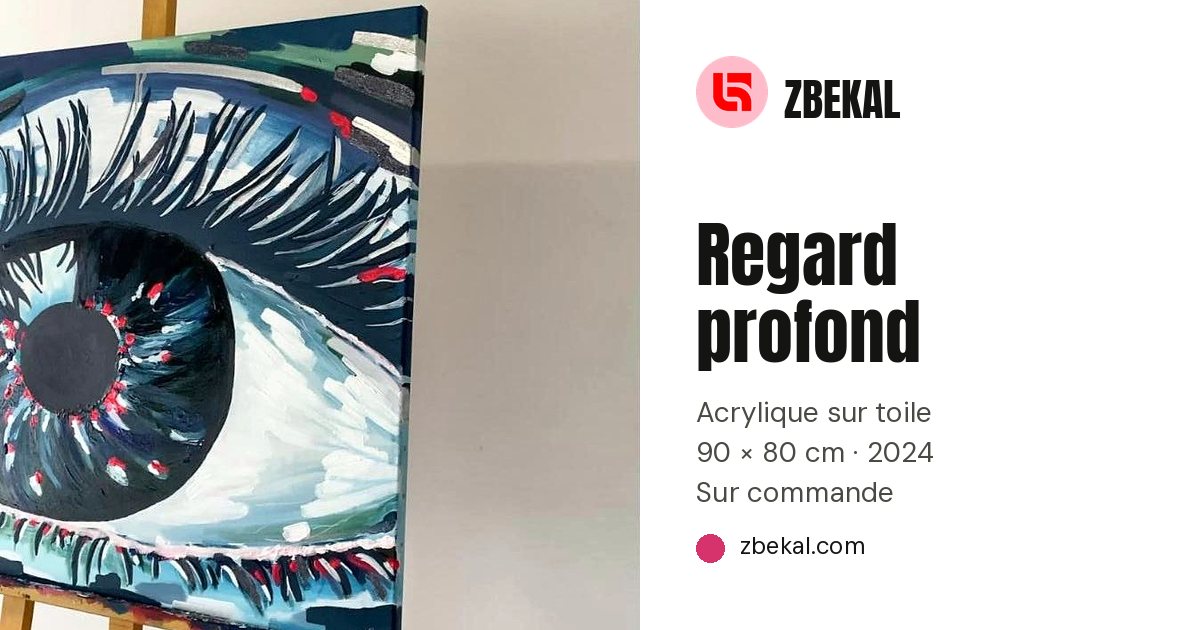 ZBEKAL
Regard
profond
Acrylique sur toile
90 × 80 cm · 2024
Sur commande
zbekal.com